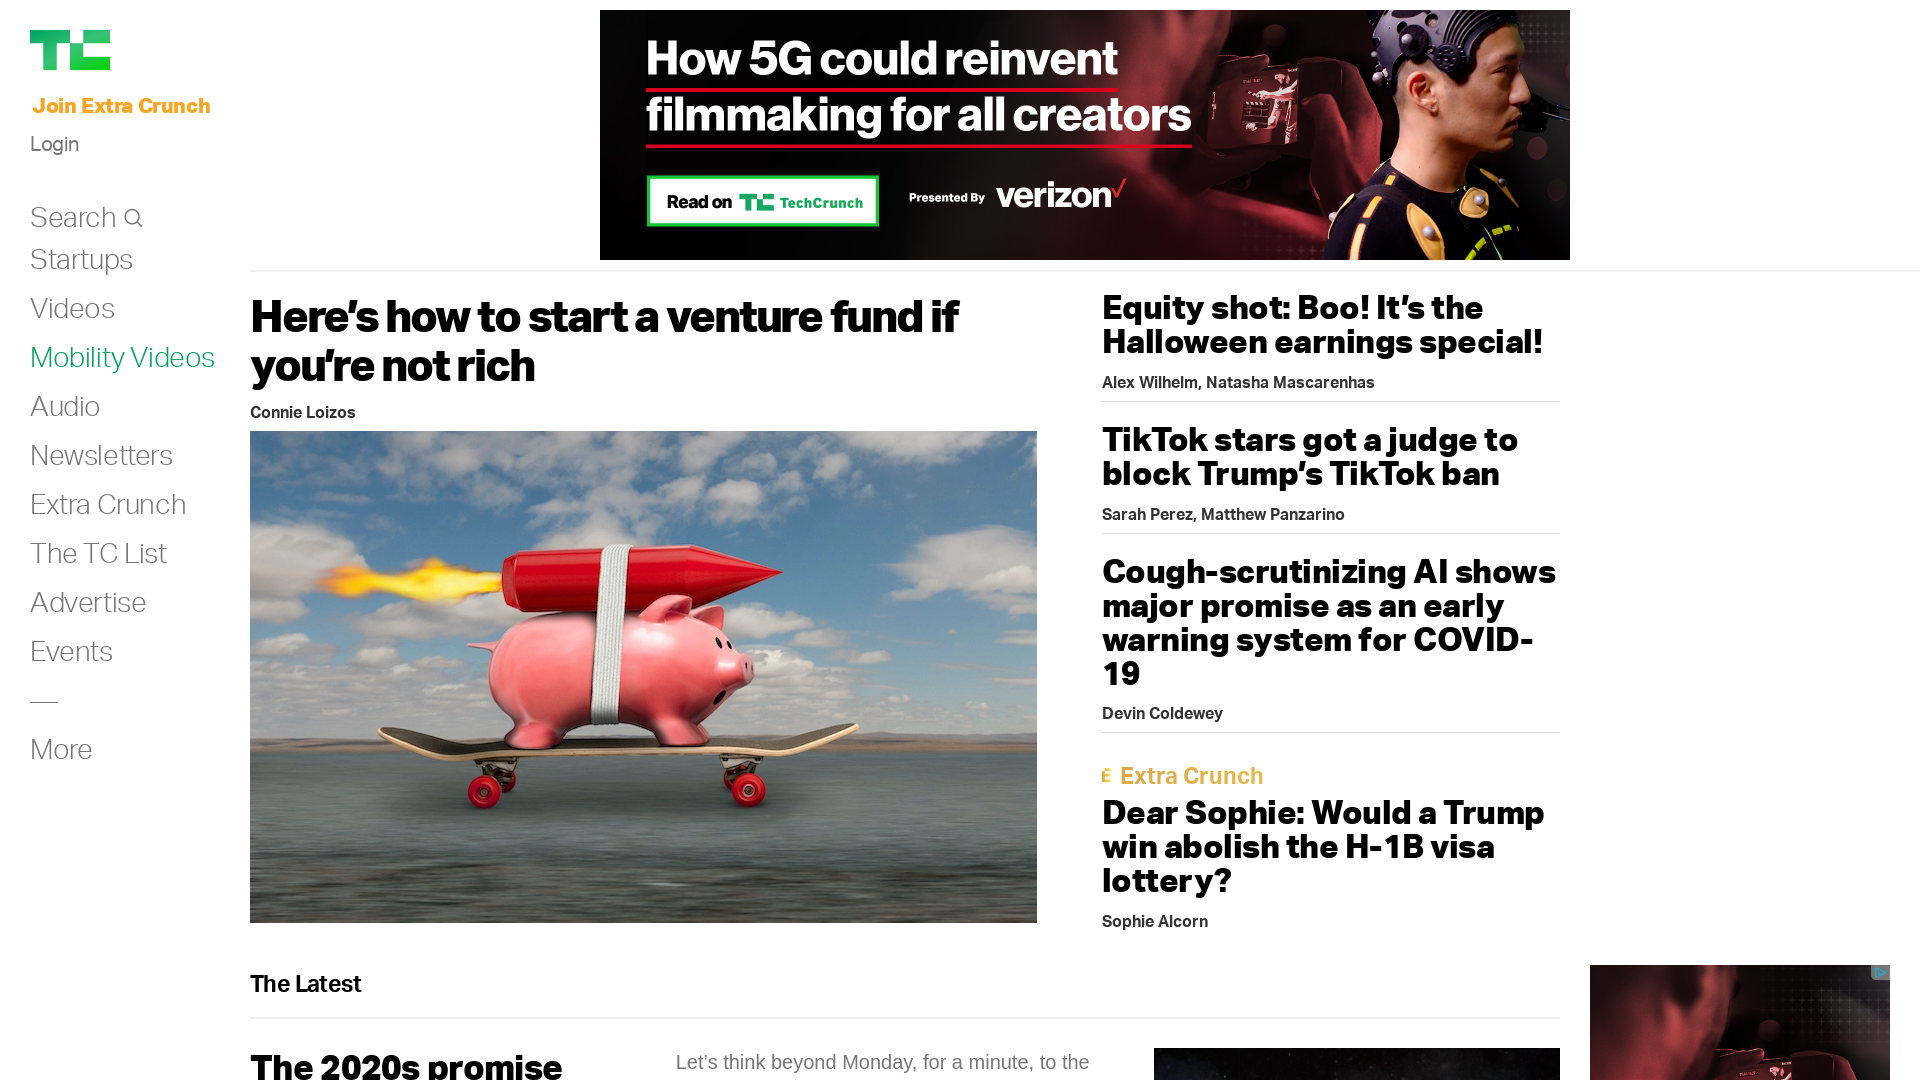 TC
Join Extra Crunch
Login
Search
Startups
Videos
Mobility Videos
Audio
Newsletters
Extra Crunch
The TC List
Advertise
Events
—
More
How 5G could reinvent
filmmaking for all creators
Read on TC TechCrunch
Presented By verizon✓
Here’s how to start a venture fund if
you’re not rich
Connie Loizos
Equity shot: Boo! It’s the
Halloween earnings special!
Alex Wilhelm, Natasha Mascarenhas
TikTok stars got a judge to
block Trump’s TikTok ban
Sarah Perez, Matthew Panzarino
Cough-scrutinizing AI shows
major promise as an early
warning system for COVID-
19
Devin Coldewey
Extra Crunch
Dear Sophie: Would a Trump
win abolish the H-1B visa
lottery?
Sophie Alcorn
The Latest
The 2020s promise
Let’s think beyond Monday, for a minute, to the